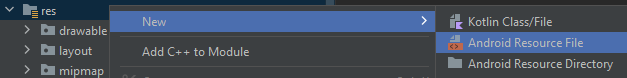 res
drawable
layout
mipmap
New
Add C++ to Module
Kotlin Class/File
Android Resource File
Android Resource Directory